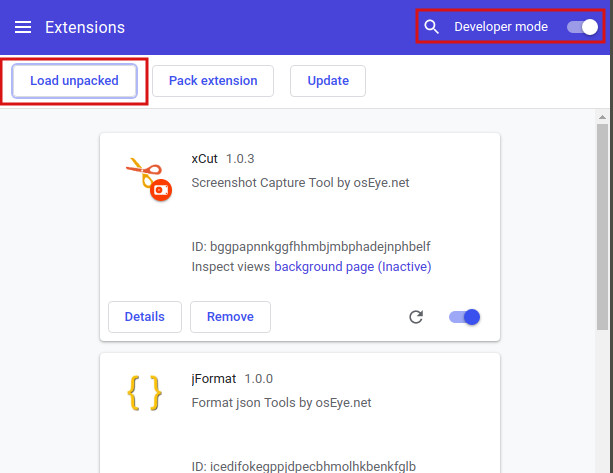 Extensions
Developer mode
Load unpacked
Pack extension
Update
xCut 1.0.3
Screenshot Capture Tool by osEye.net
ID: bggpapnnkggfhhmbjmbphadejnphbelf
Inspect views background page (Inactive)
Details
Remove
{ }
jFormat 1.0.0
Format json Tools by osEye.net
ID: icedifokegppjdpecbhmolhkbenkfglb